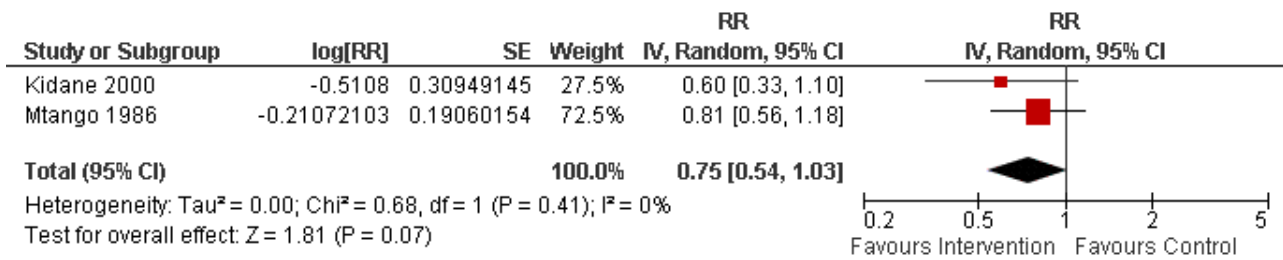 RR RR
Study or Subgroup log[RR] SE Weight IV, Random, 95% CI IV, Random, 95% CI
Kidane 2000 -0.5108 0.30949145 27.5% 0.60 [0.33, 1.10]
Mtango 1986 -0.21072103 0.19060154 72.5% 0.81 [0.56, 1.18]
Total (95% CI) 100.0% 0.75 [0.54, 1.03]
Heterogeneity: Tau² = 0.00; Chi² = 0.68, df = 1 (P = 0.41); I² = 0%
Test for overall effect: Z = 1.81 (P = 0.07)
0.2 0.5 1 2 5
Favours Intervention Favours Control